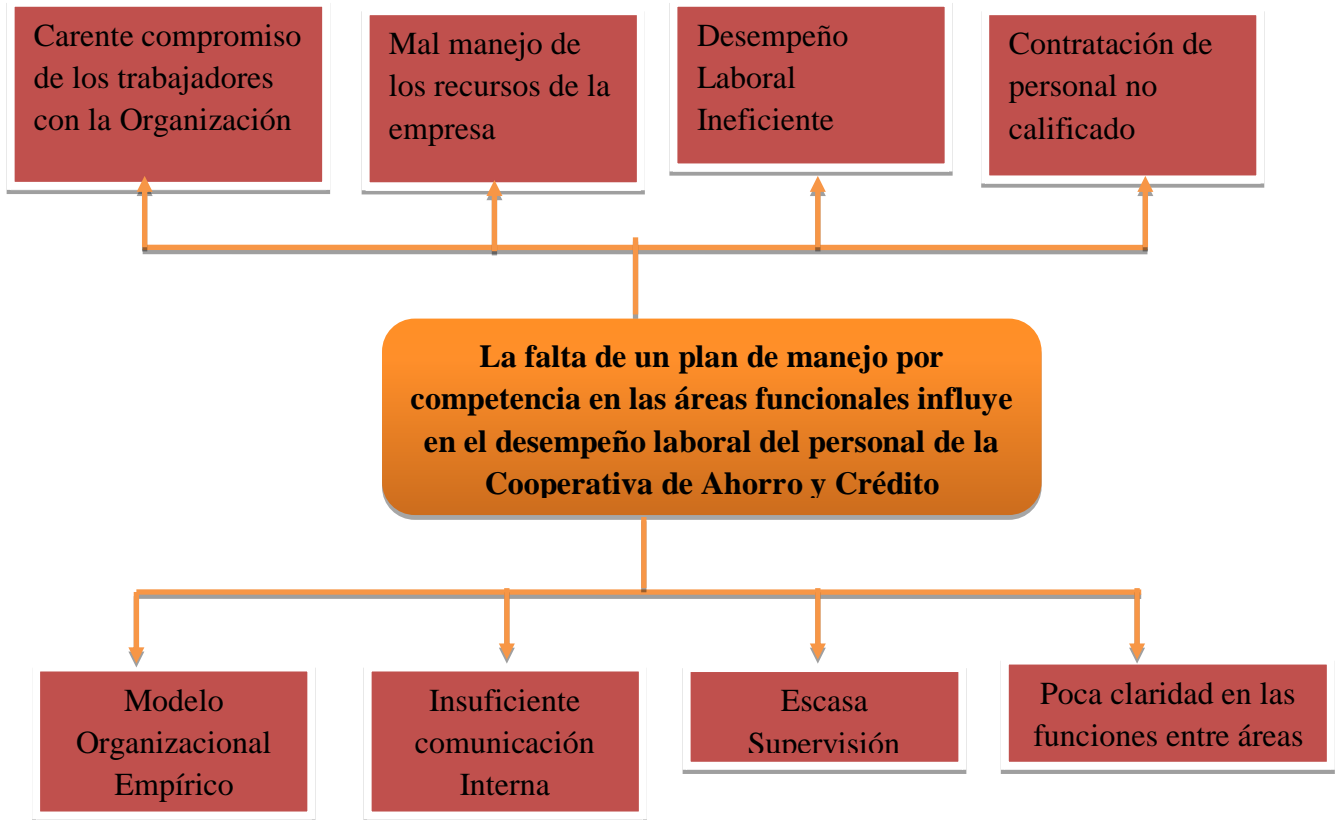 Carente compromiso
de los trabajadores
con la Organización
Mal manejo de
los recursos de la
empresa
Desempeño
Laboral
Ineficiente
Contratación de
personal no
calificado
La falta de un plan de manejo por
competencia en las áreas funcionales influye
en el desempeño laboral del personal de la
Cooperativa de Ahorro y Crédito
Modelo
Organizacional
Empírico
Insuficiente
comunicación
Interna
Escasa
Supervisión
Poca claridad en las
funciones entre áreas